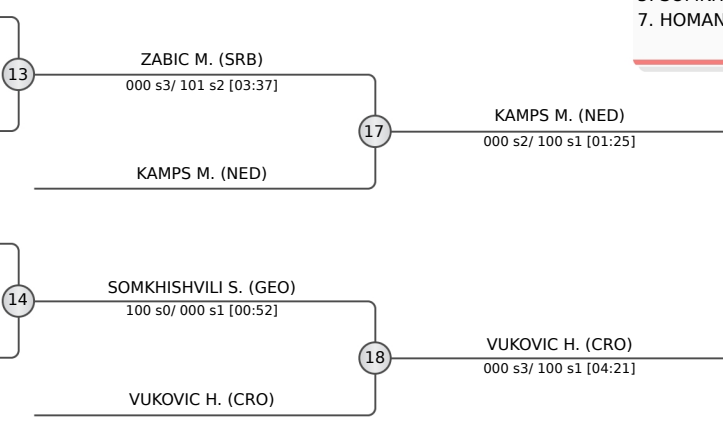 7. HOMAN
13
ZABIC M. (SRB)
000 s3/ 101 s2 [03:37]
17
KAMPS M. (NED)
000 s2/ 100 s1 [01:25]
KAMPS M. (NED)
14
SOMKHISHVILI S. (GEO)
100 s0/ 000 s1 [00:52]
18
VUKOVIC H. (CRO)
000 s3/ 100 s1 [04:21]
VUKOVIC H. (CRO)